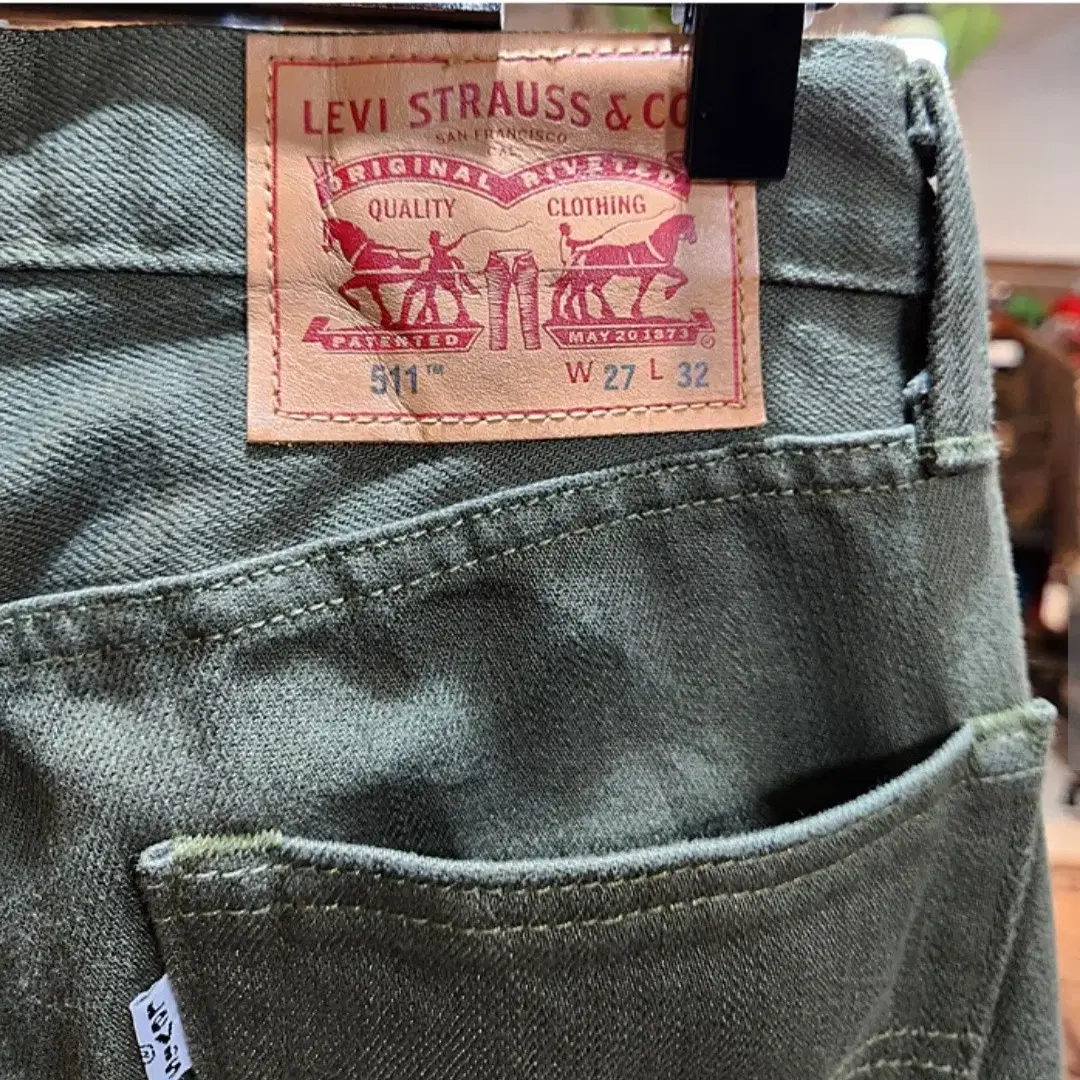 LEVI STRAUSS & CO
SAN FRANCISCO
CAL.
ORIGINAL RIVETED
QUALITY CLOTHING
PATENTED MAY 20 1873 ®
511™ W 27 L 32
®